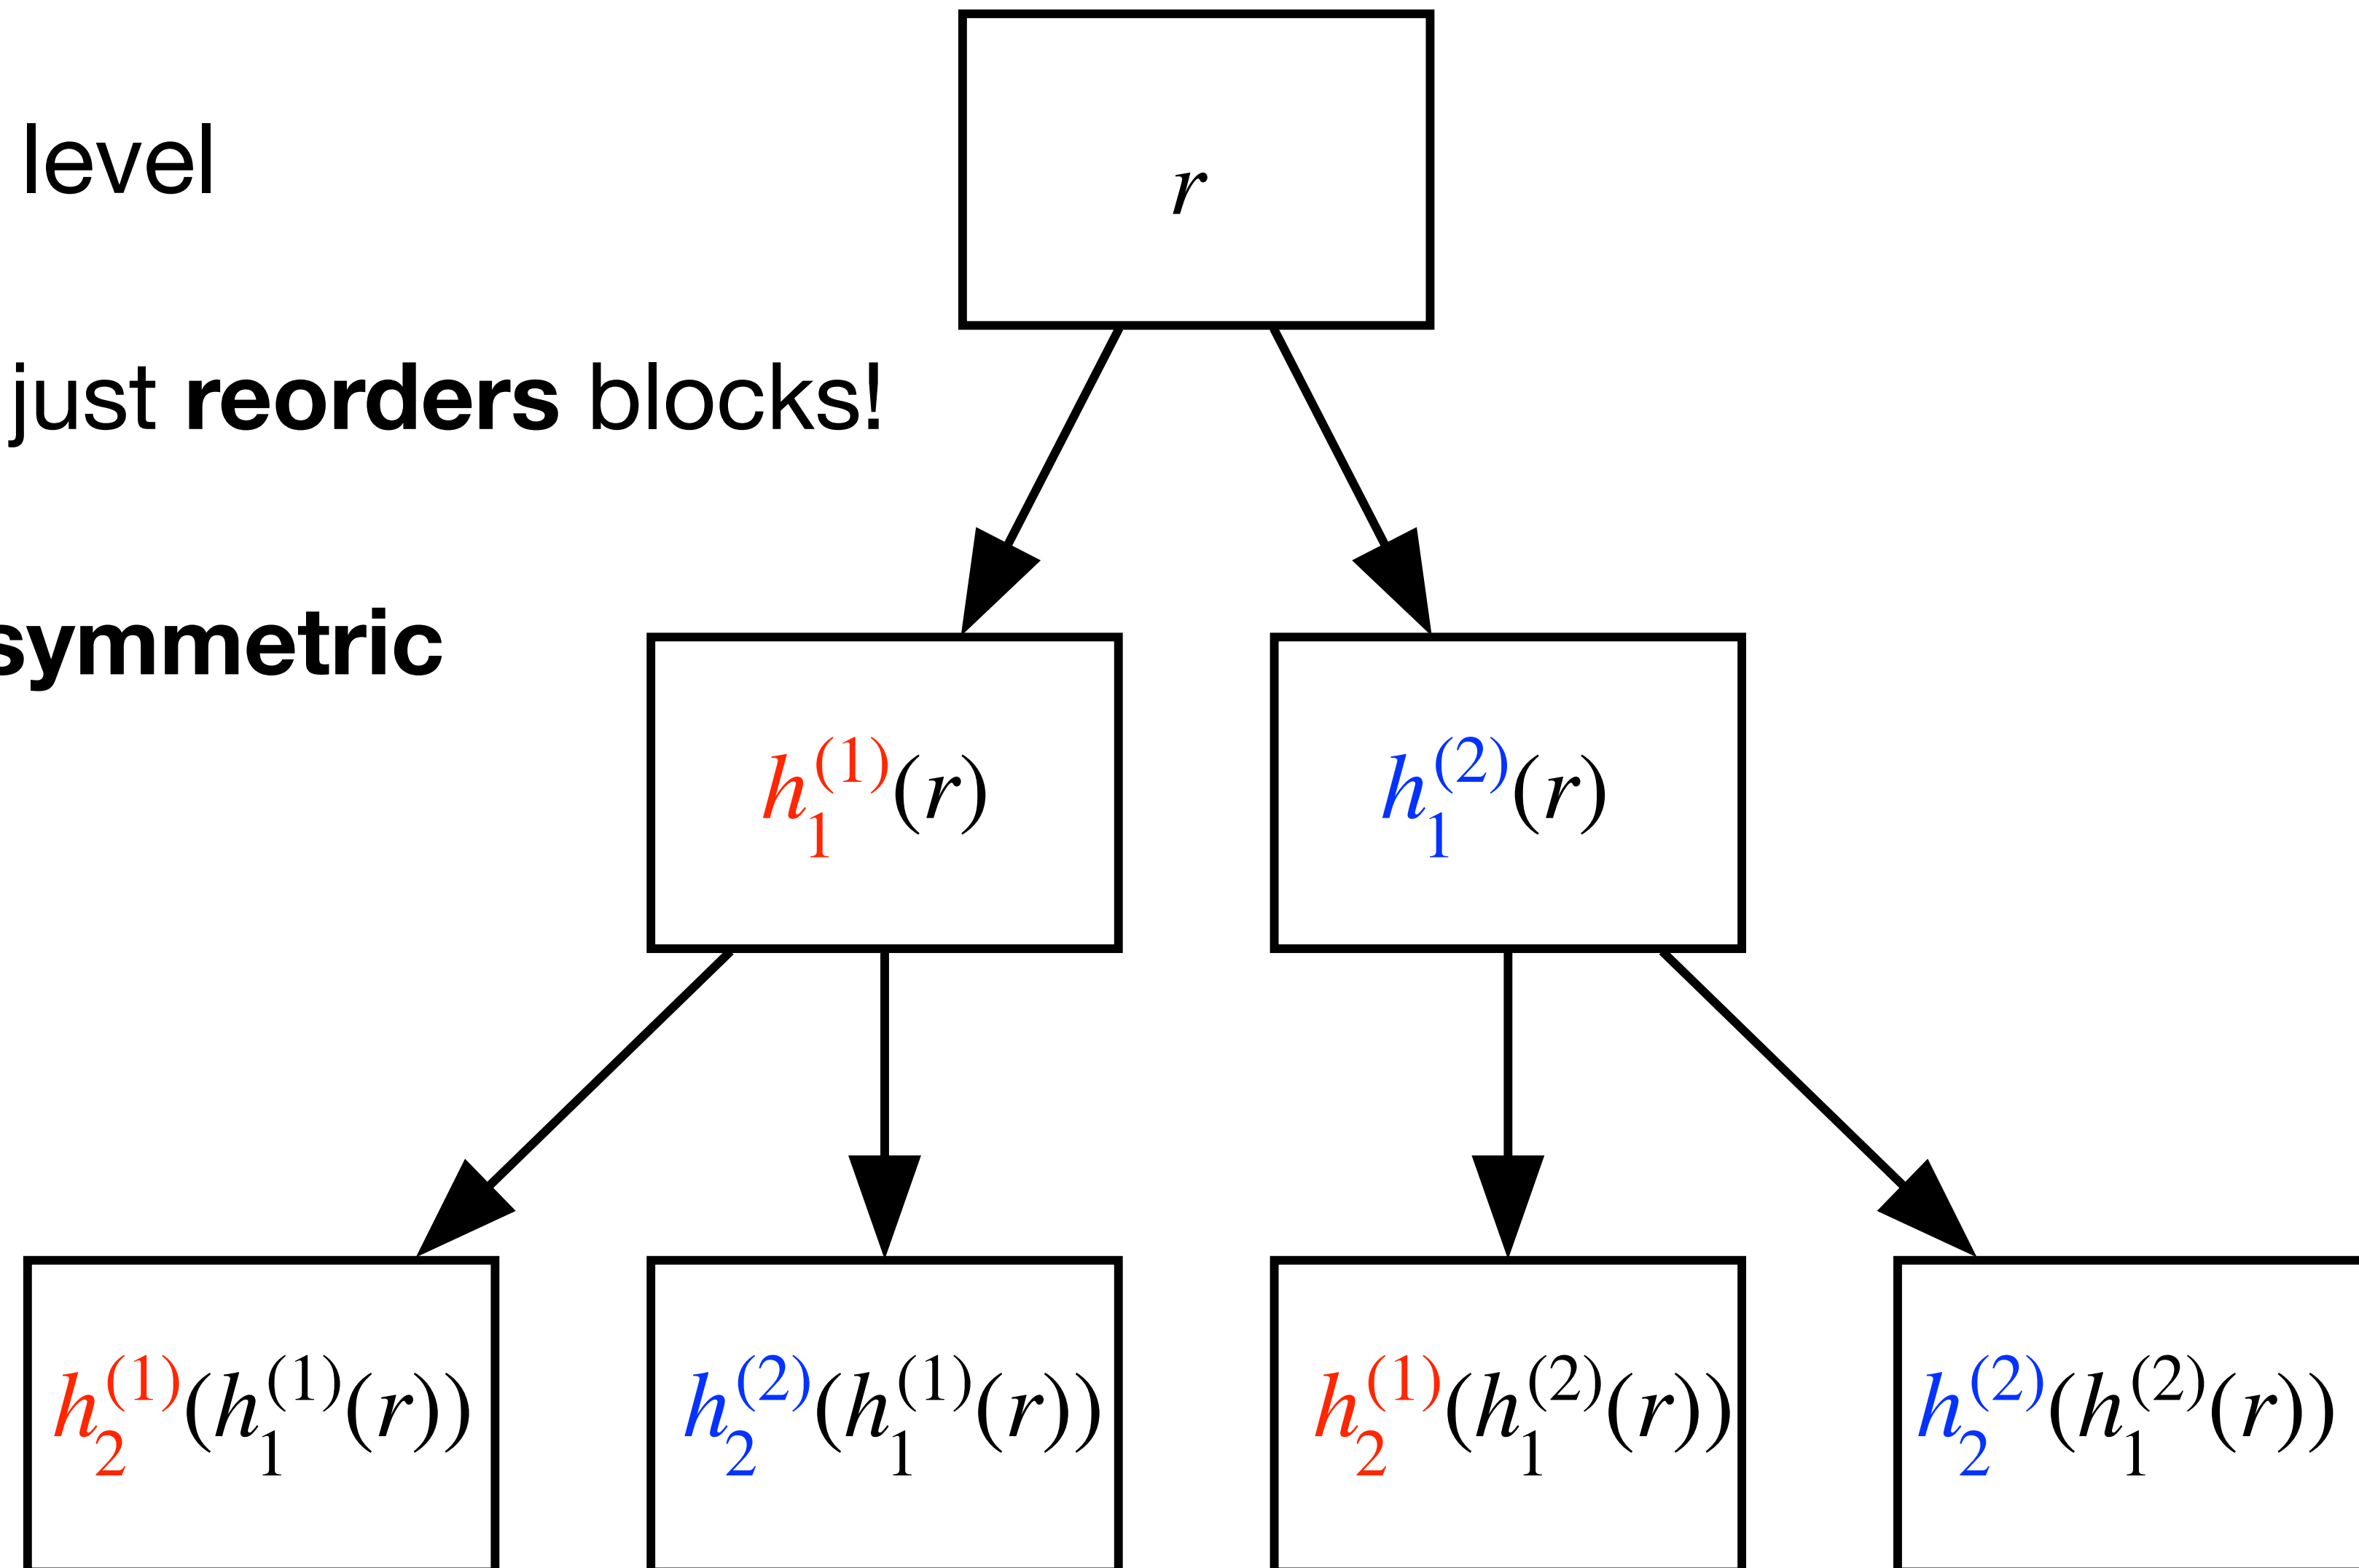 level
just reorders blocks!
symmetric
r
h_1^{(1)}(r)
h_1^{(2)}(r)
h_2^{(1)}(h_1^{(1)}(r))
h_2^{(2)}(h_1^{(1)}(r))
h_2^{(1)}(h_1^{(2)}(r))
h_2^{(2)}(h_1^{(2)}(r))